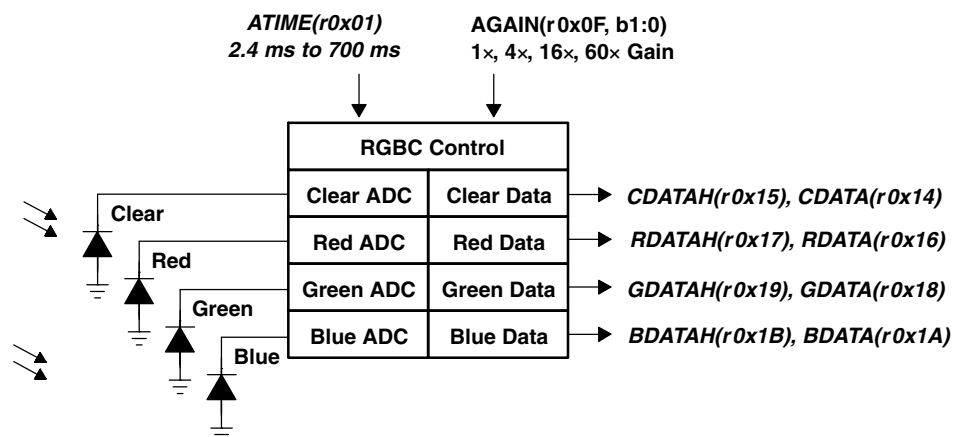 ATIME(r0x01)
2.4 ms to 700 ms
AGAIN(r0x0F, b1:0)
1×, 4×, 16×, 60× Gain
RGBC Control
Clear ADC
Clear Data
CDATAH(r0x15), CDATA(r0x14)
Clear
Red ADC
Red Data
RDATAH(r0x17), RDATA(r0x16)
Red
Green ADC
Green Data
GDATAH(r0x19), GDATA(r0x18)
Green
Blue ADC
Blue Data
BDATAH(r0x1B), BDATA(r0x1A)
Blue